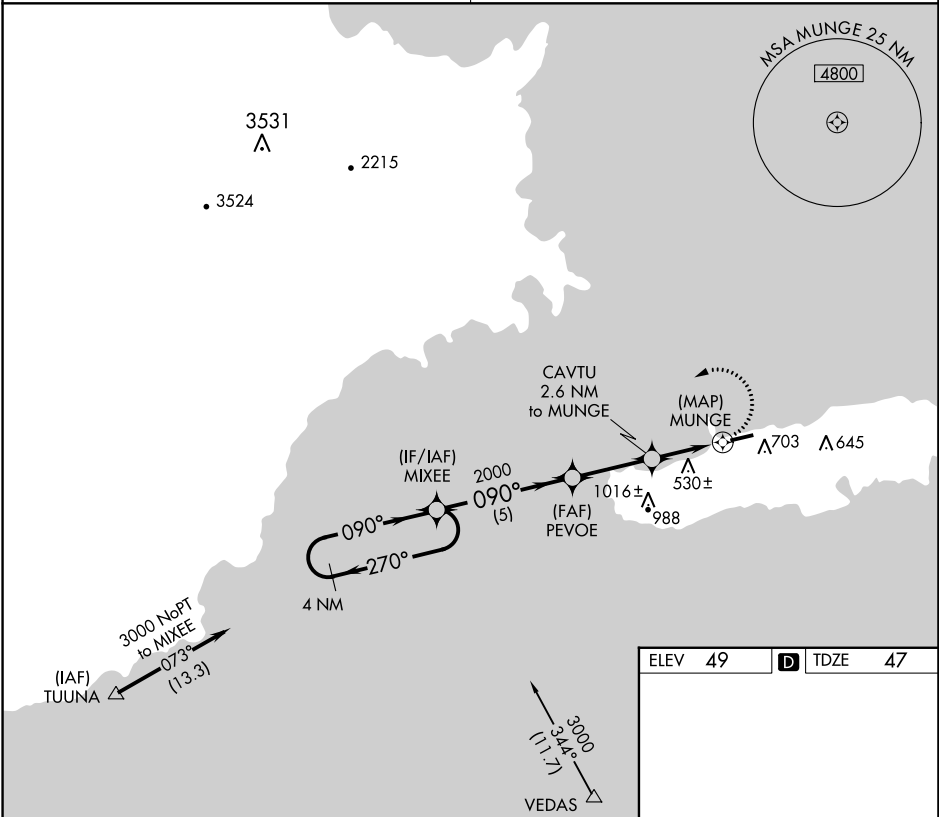 MSA MUNGE 25 NM
4800
3531
2215
3524
CAVTU
2.6 NM
to MUNGE
(MAP)
MUNGE
703
645
(IF/IAF)
MIXEE
2000
090°
(5)
1016±
530±
988
(FAF)
PEVOE
090°
270°
4 NM
3000 NoPT
to MIXEE
073°
(13.3)
(IAF)
TUUNA
3000
344°
(11.7)
VEDAS
ELEV 49 D TDZE 47